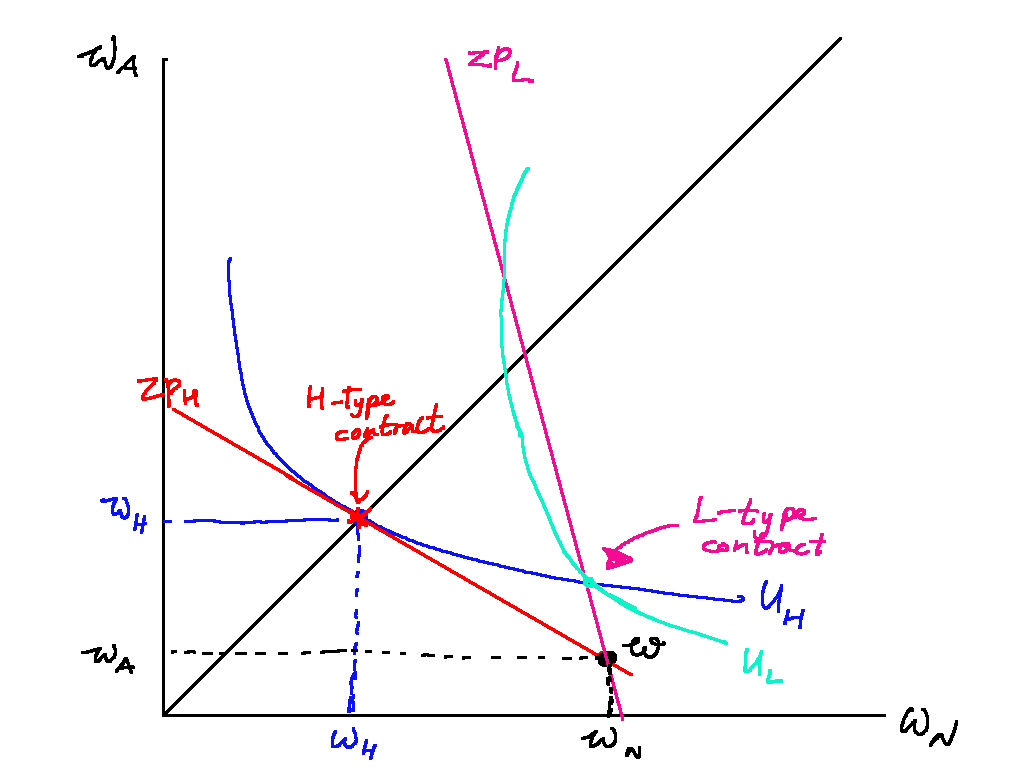 W_A
ZP_L
ZP_H
H-type
contract
W_H
L-type
contract
U_H
W_A
W
U_L
W_H
W_N
W_N